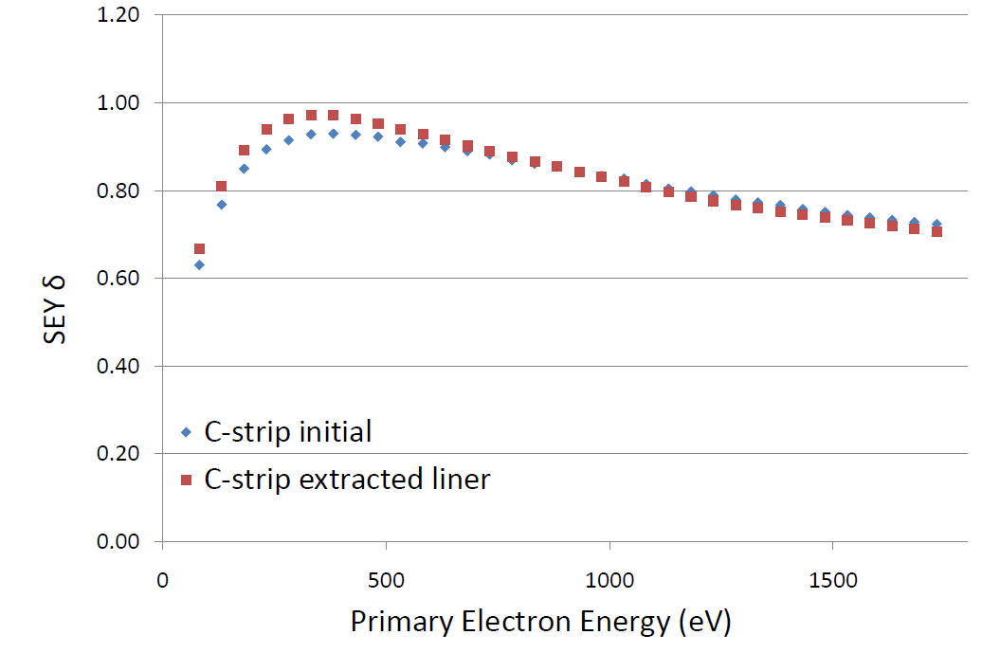 1.20
1.00
0.80
0.60
0.40
0.20
0.00
SEY δ
C-strip initial
C-strip extracted liner
0 500 1000 1500
Primary Electron Energy (eV)